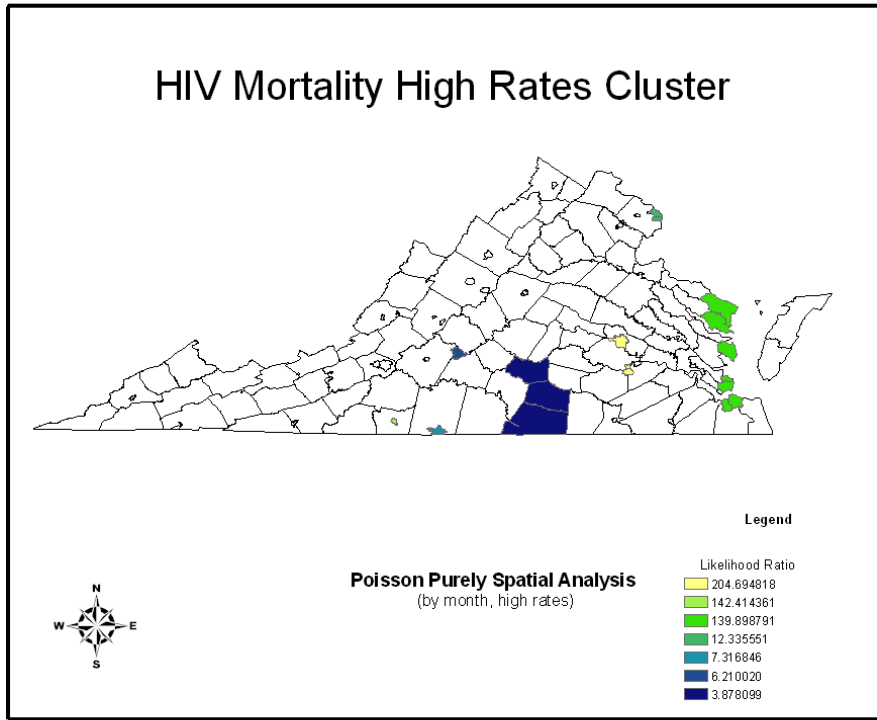 HIV Mortality High Rates Cluster
Legend
Poisson Purely Spatial Analysis
(by month, high rates)
Likelihood Ratio
204.694818
142.414361
139.898791
12.335551
7.316846
6.210020
3.878099
N
W E
S